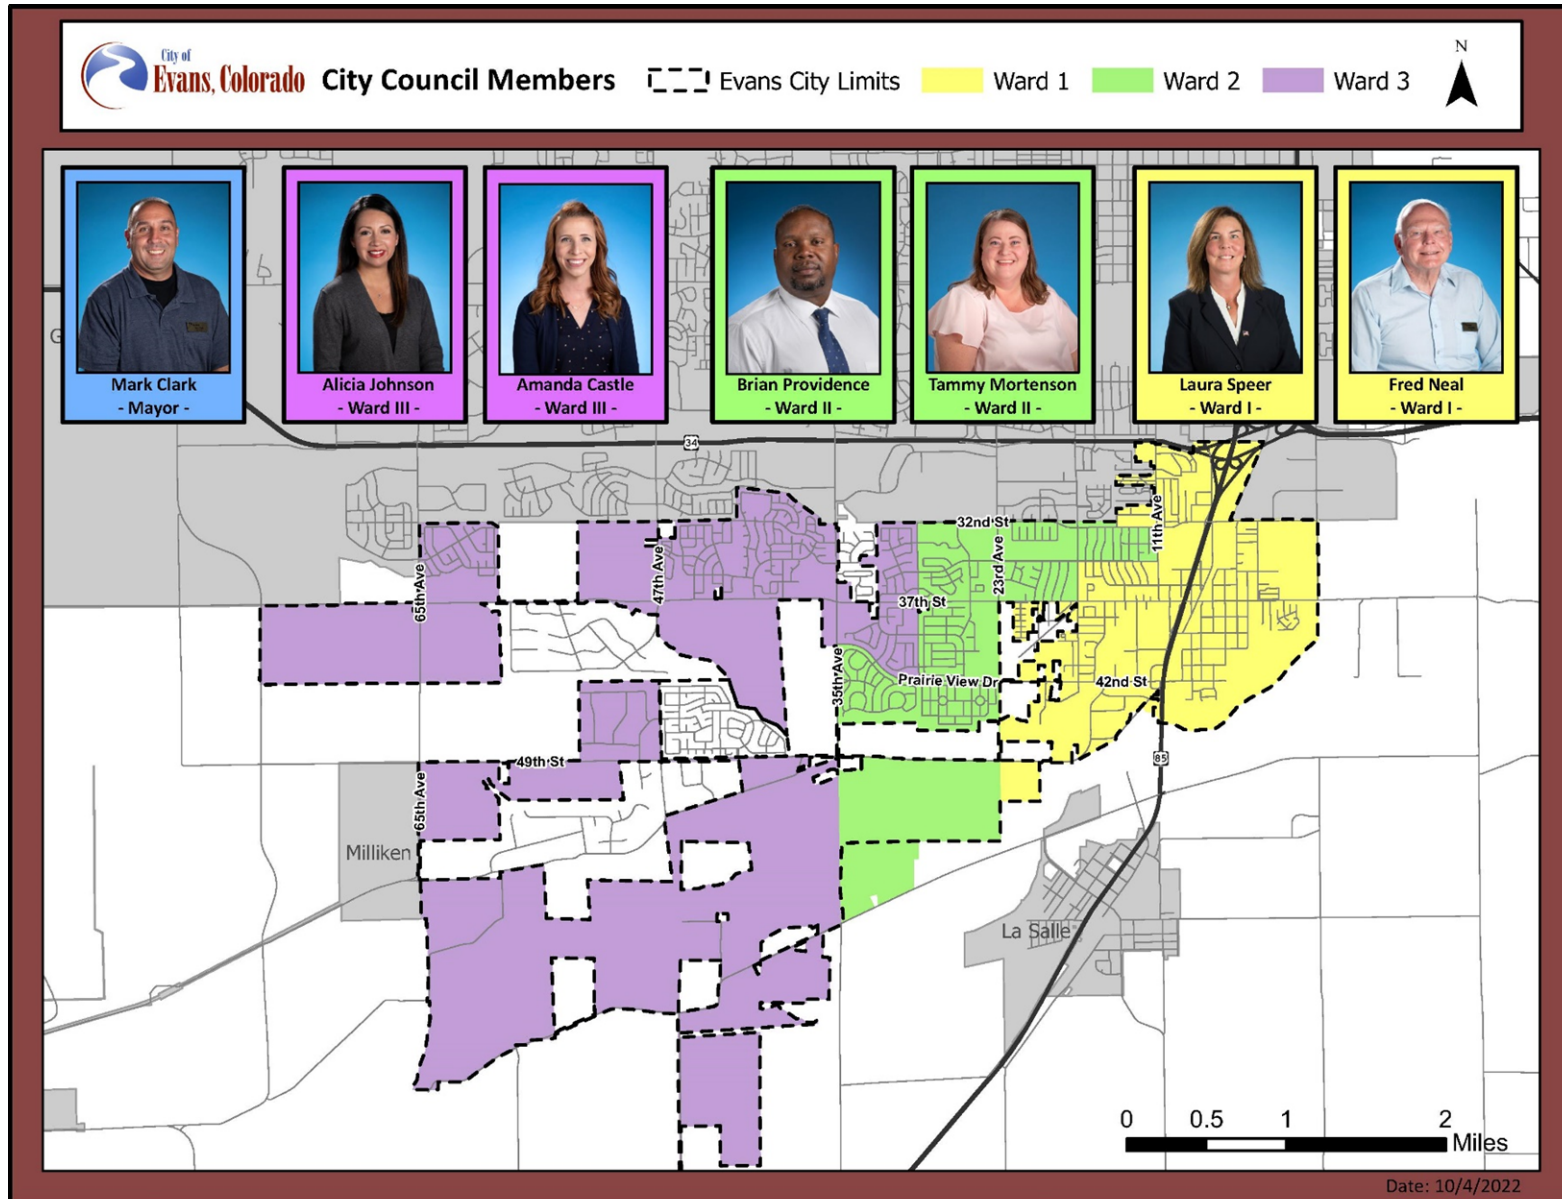 City of
Evans, Colorado
City Council Members
Evans City Limits
Ward 1
Ward 2
Ward 3
N
Mark Clark
- Mayor -
Alicia Johnson
- Ward III -
Amanda Castle
- Ward III -
Brian Providence
- Ward II -
Tammy Mortenson
- Ward II -
Laura Speer
- Ward I -
Fred Neal
- Ward I -
34
32nd St
11th Ave
23rd Ave
47th Ave
65th Ave
37th St
35th Ave
Prairie View Dr
42nd St
49th St
85
65th Ave
Milliken
La Salle
0
0.5
1
2
Miles
Date: 10/4/2022